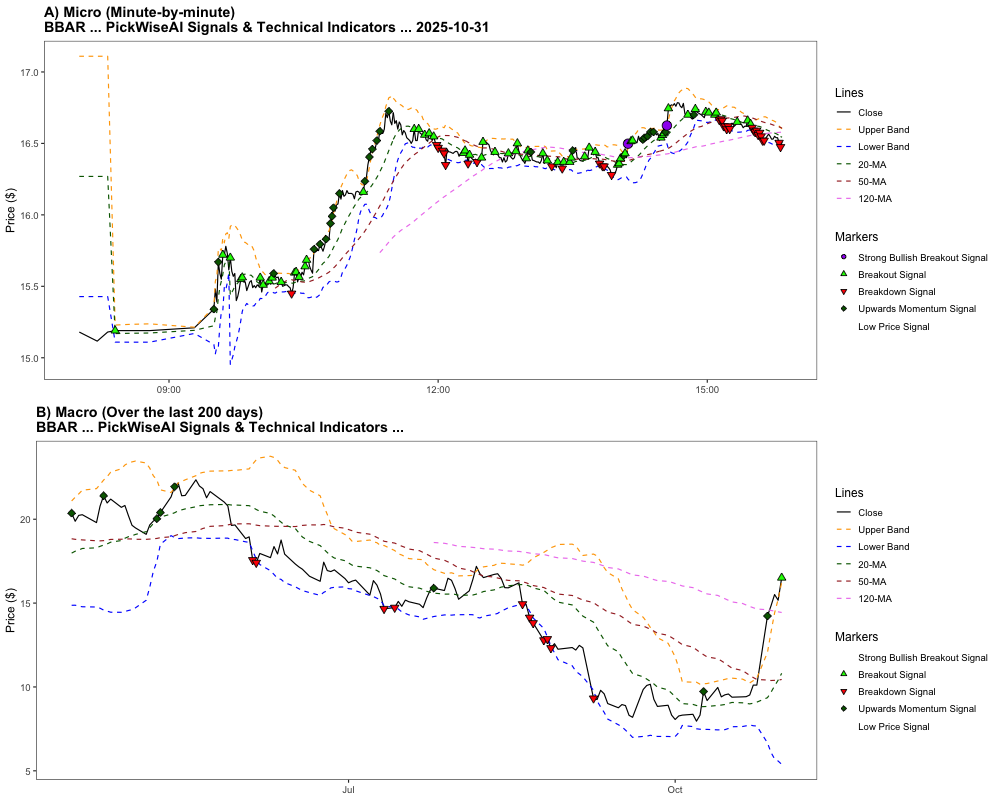 A) Micro (Minute-by-minute)
BBAR ... PickWiseAI Signals & Technical Indicators ... 2025-10-31
Price ($)
17.0
16.5
16.0
15.5
15.0
09:00
12:00
15:00
Lines
Close
Upper Band
Lower Band
20-MA
50-MA
120-MA
Markers
Strong Bullish Breakout Signal
Breakout Signal
Breakdown Signal
Upwards Momentum Signal
Low Price Signal
B) Macro (Over the last 200 days)
BBAR ... PickWiseAI Signals & Technical Indicators ...
Price ($)
20
15
10
5
Jul
Oct
Lines
Close
Upper Band
Lower Band
20-MA
50-MA
120-MA
Markers
Strong Bullish Breakout Signal
Breakout Signal
Breakdown Signal
Upwards Momentum Signal
Low Price Signal